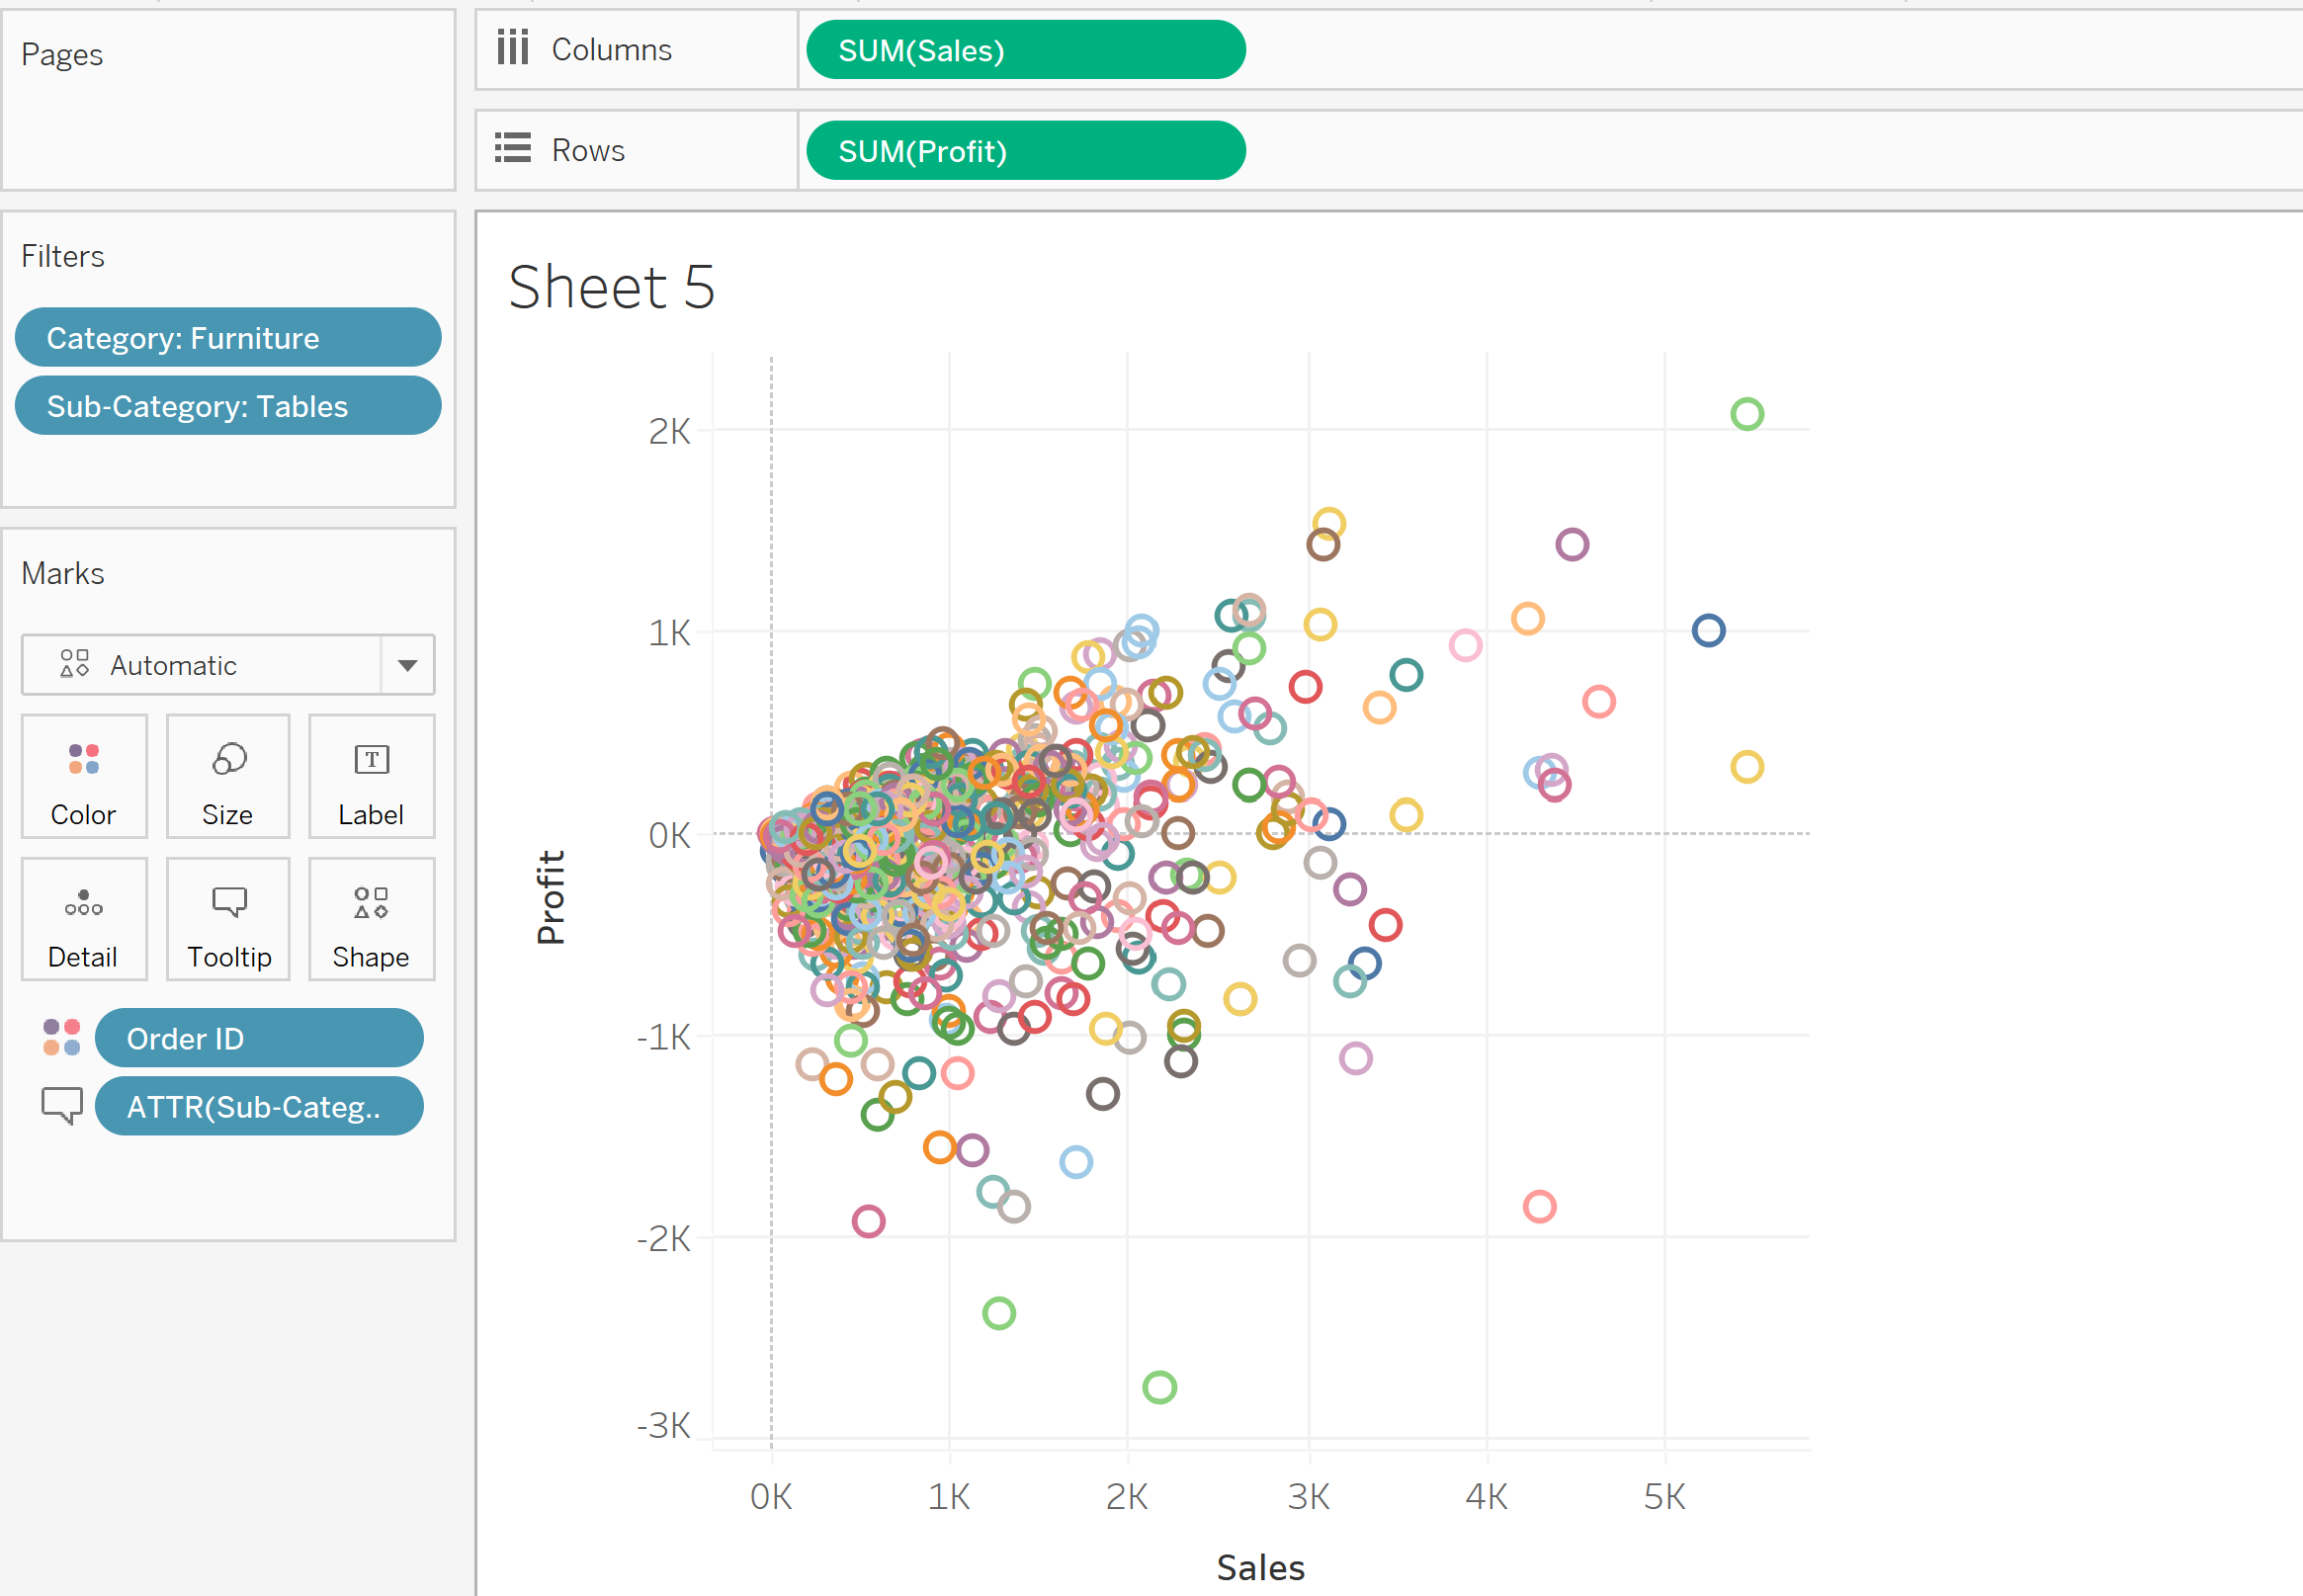 Pages
Columns
SUM(Sales)
Rows
SUM(Profit)
Filters
Category: Furniture
Sub-Category: Tables
Marks
Automatic
Color
Size
T
Label
Detail
Tooltip
Shape
Order ID
ATTR(Sub-Categ..
Sheet 5
2K
1K
0K
-1K
-2K
-3K
Profit
0K
1K
2K
3K
4K
5K
Sales